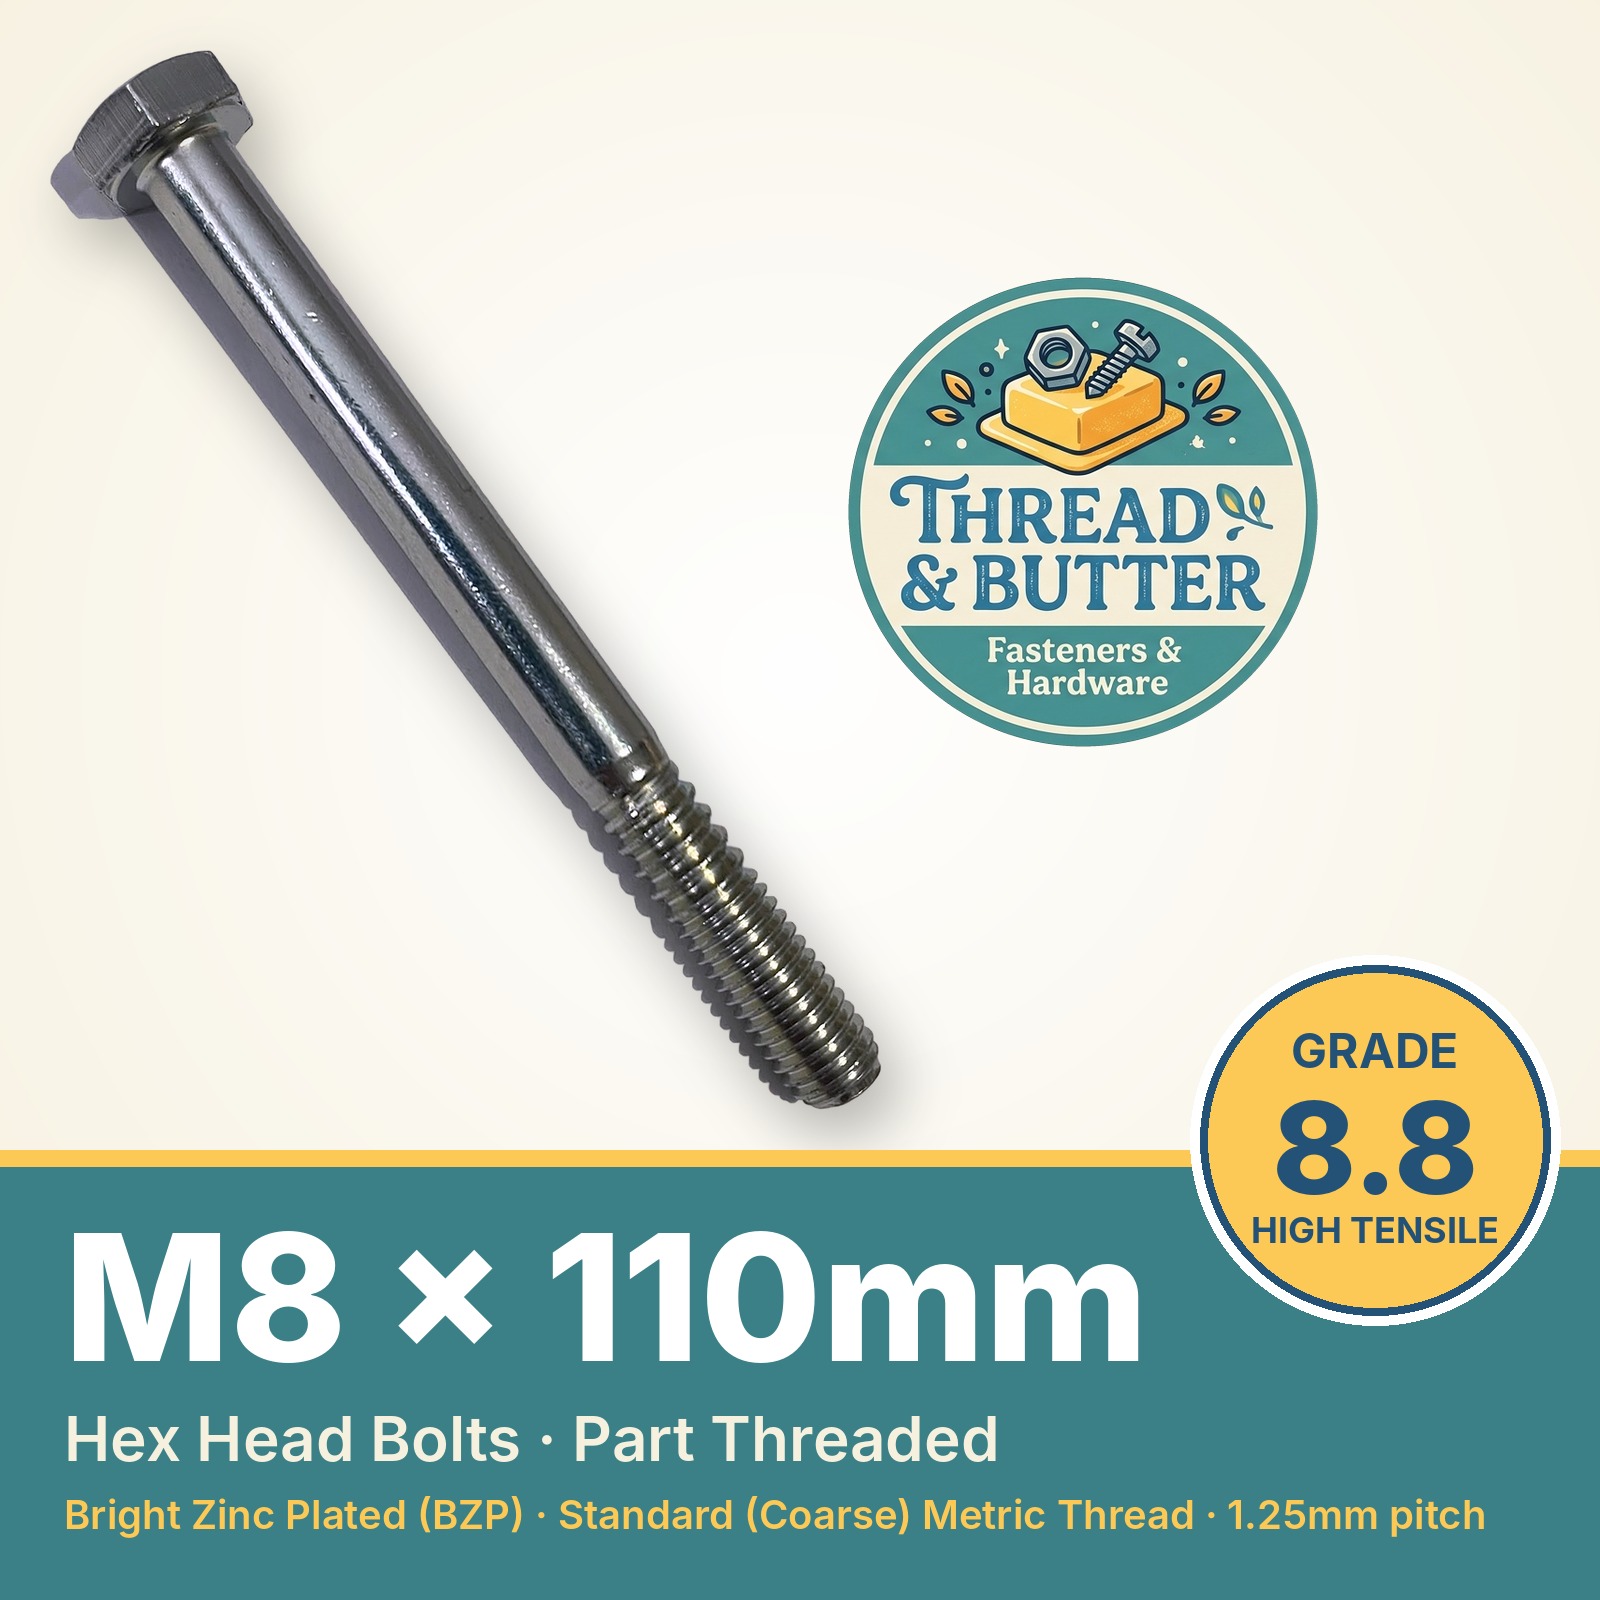 THREAD
& BUTTER
Fasteners &
Hardware
GRADE
8.8
HIGH TENSILE
M8 × 110mm
Hex Head Bolts · Part Threaded
Bright Zinc Plated (BZP) · Standard (Coarse) Metric Thread · 1.25mm pitch